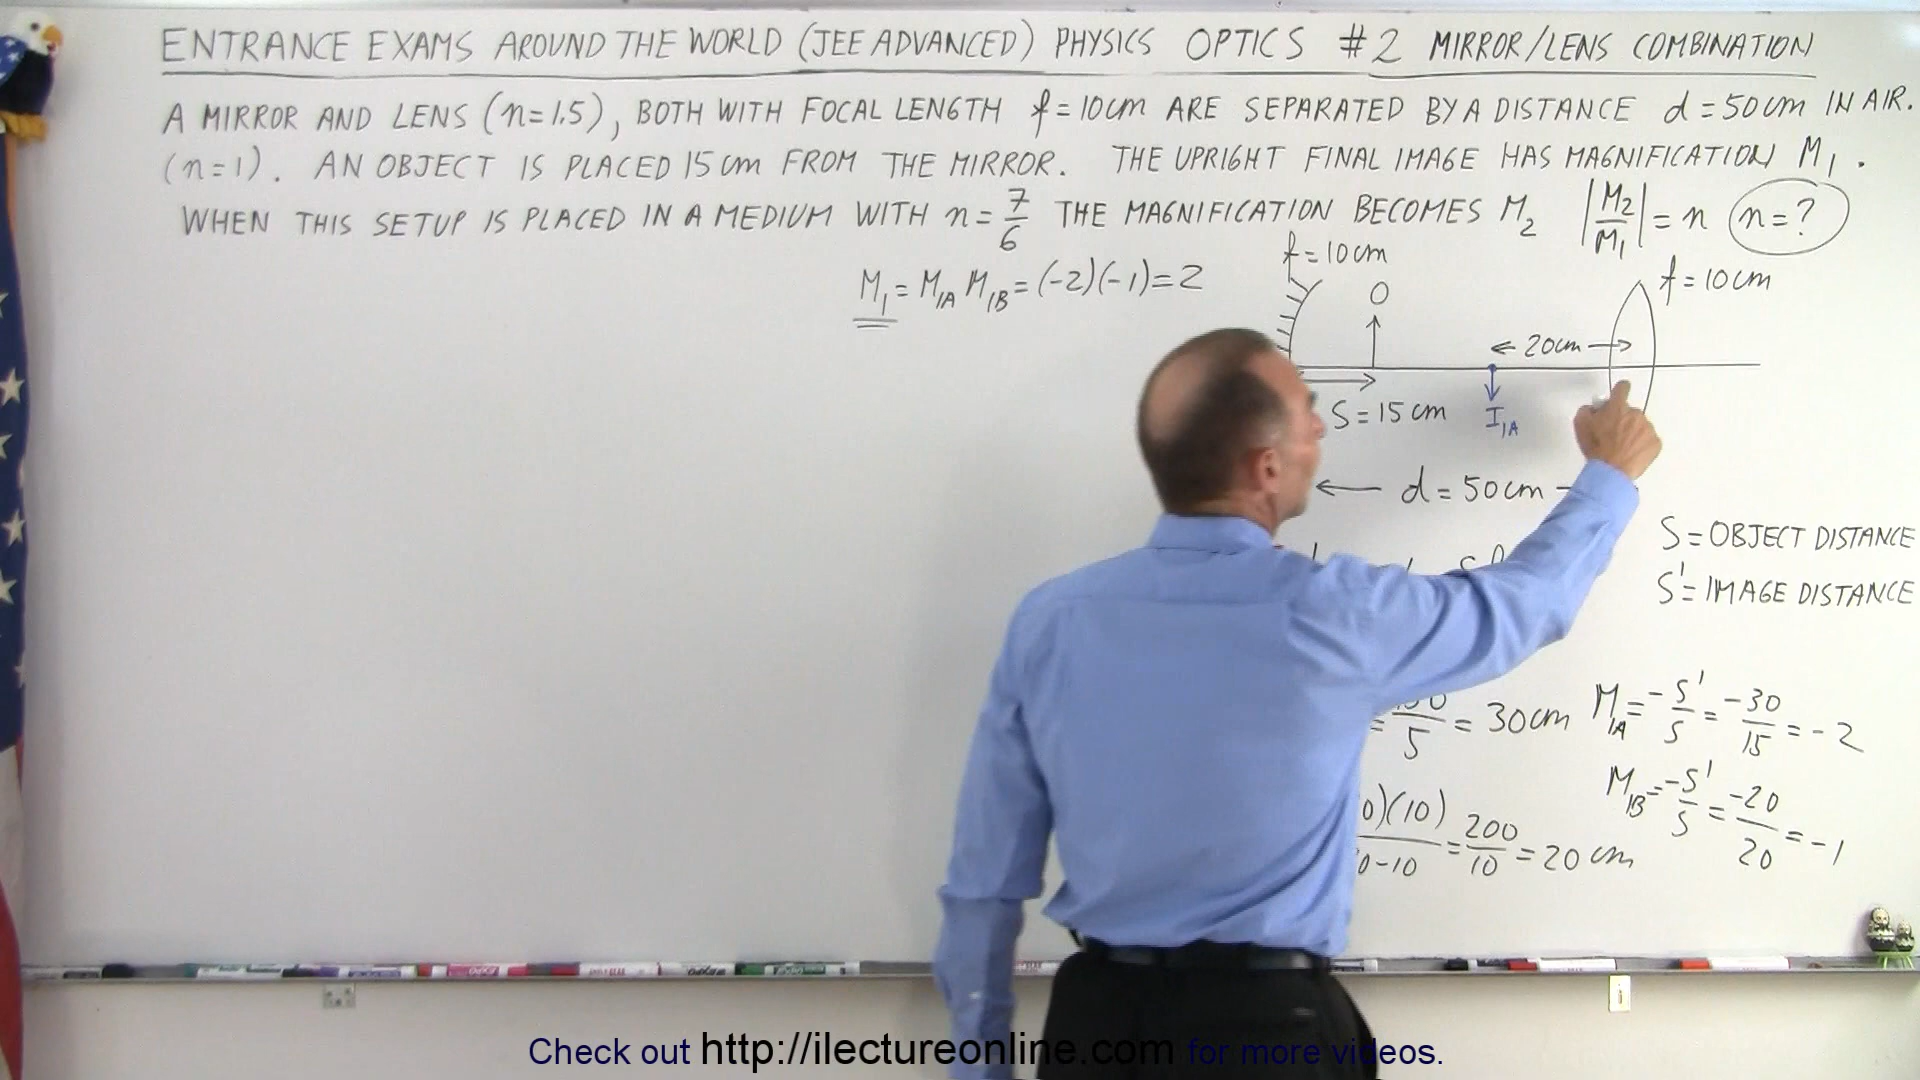 ENTRANCE EXAMS AROUND THE WORLD (JEE ADVANCED) PHYSICS OPTICS #2 MIRROR/LENS COMBINATION
A MIRROR AND LENS (n=1.5), BOTH WITH FOCAL LENGTH f=10cm ARE SEPARATED BY A DISTANCE d=50cm IN AIR.
(n=1). AN OBJECT IS PLACED 15cm FROM THE MIRROR. THE UPRIGHT FINAL IMAGE HAS MAGNIFICATION M₁.
WHEN THIS SETUP IS PLACED IN A MEDIUM WITH n=7/6 THE MAGNIFICATION BECOMES M₂ |M₂/M₁|=n n=?
f=10cm
M₁=M1A M1B=(-2)(-1)=2
f=10cm
O
20cm
S=15cm
I1A
d=50cm
S=OBJECT DISTANCE
S'=IMAGE DISTANCE
/5 = 30cm M1A=-S'/S=-30/15=-2
M1B=-S'/S=-20/20=-1
0)(10)/0-10=200/10=20cm
Check out http://ilectureonline.com for more videos.